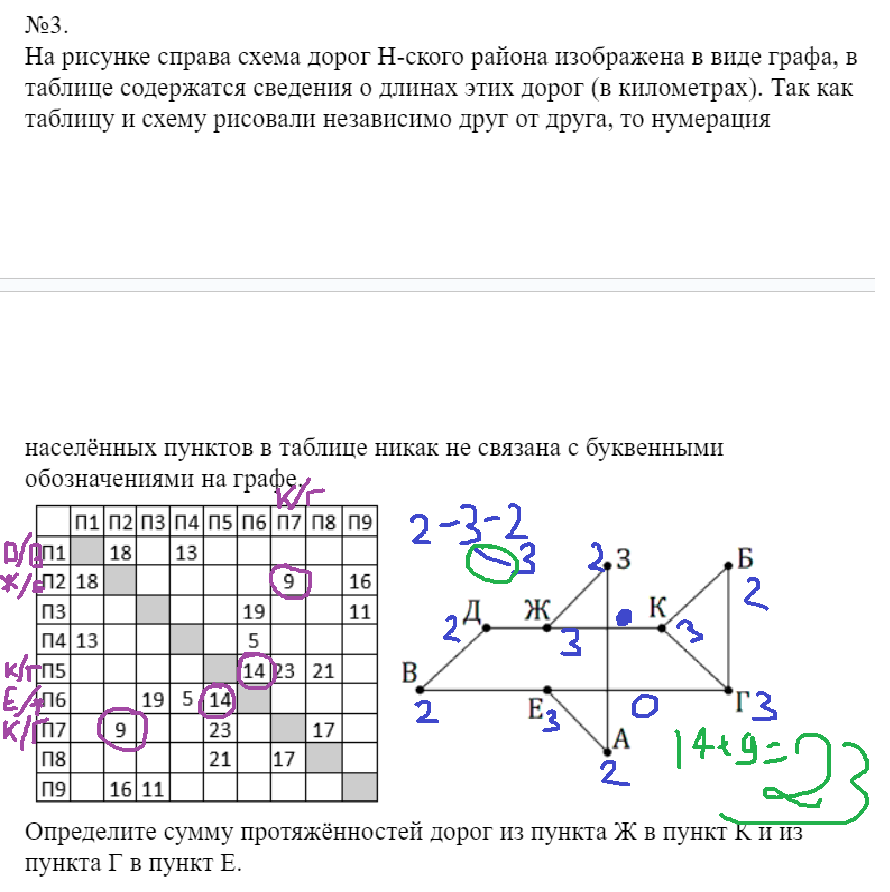 №3.
На рисунке справа схема дорог Н-ского района изображена в виде графа, в
таблице содержатся сведения о длинах этих дорог (в километрах). Так как
таблицу и схему рисовали независимо друг от друга, то нумерация
населённых пунктов в таблице никак не связана с буквенными
обозначениями на графе.
К/Г
П1 П2 П3 П4 П5 П6 П7 П8 П9
П1 18 13
П2 18 9 16
П3 19 11
П4 13 5
К/Г П5 14 23 21
П6 19 5 14
К/Г П7 9 23 17
П8 21 17
П9 16 11
2-3-2
3
2 З
Б
2
Д
2
Ж
3
К
3
В
2
Е
3
0
Г 3
А
2
14+9=23
Определите сумму протяжённостей дорог из пункта Ж в пункт К и из
пункта Г в пункт Е.